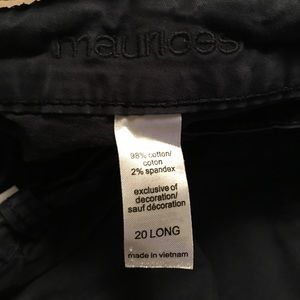 maurices
98% cotton/
coton
2% spandex
exclusive of
decoration/
sauf décoration
20 LONG
made in vietnam